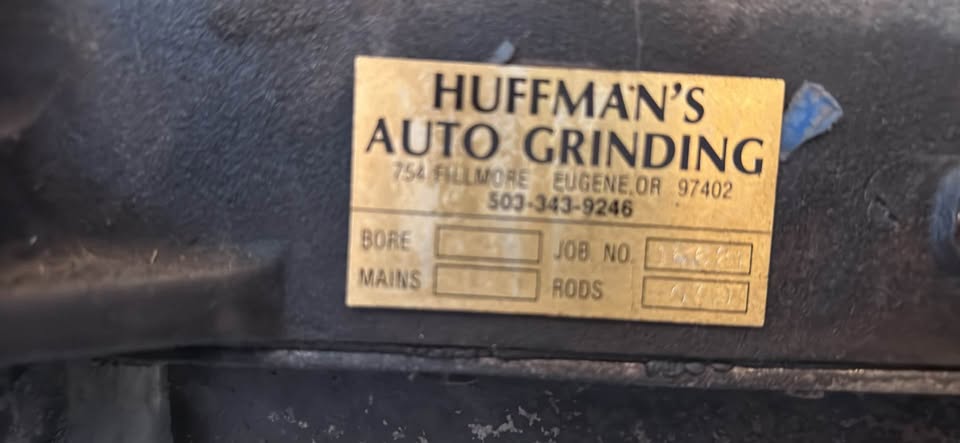 HUFFMAN'S
AUTO GRINDING
754 FILLMORE EUGENE, OR 97402
503-343-9246
BORE JOB NO.
MAINS RODS